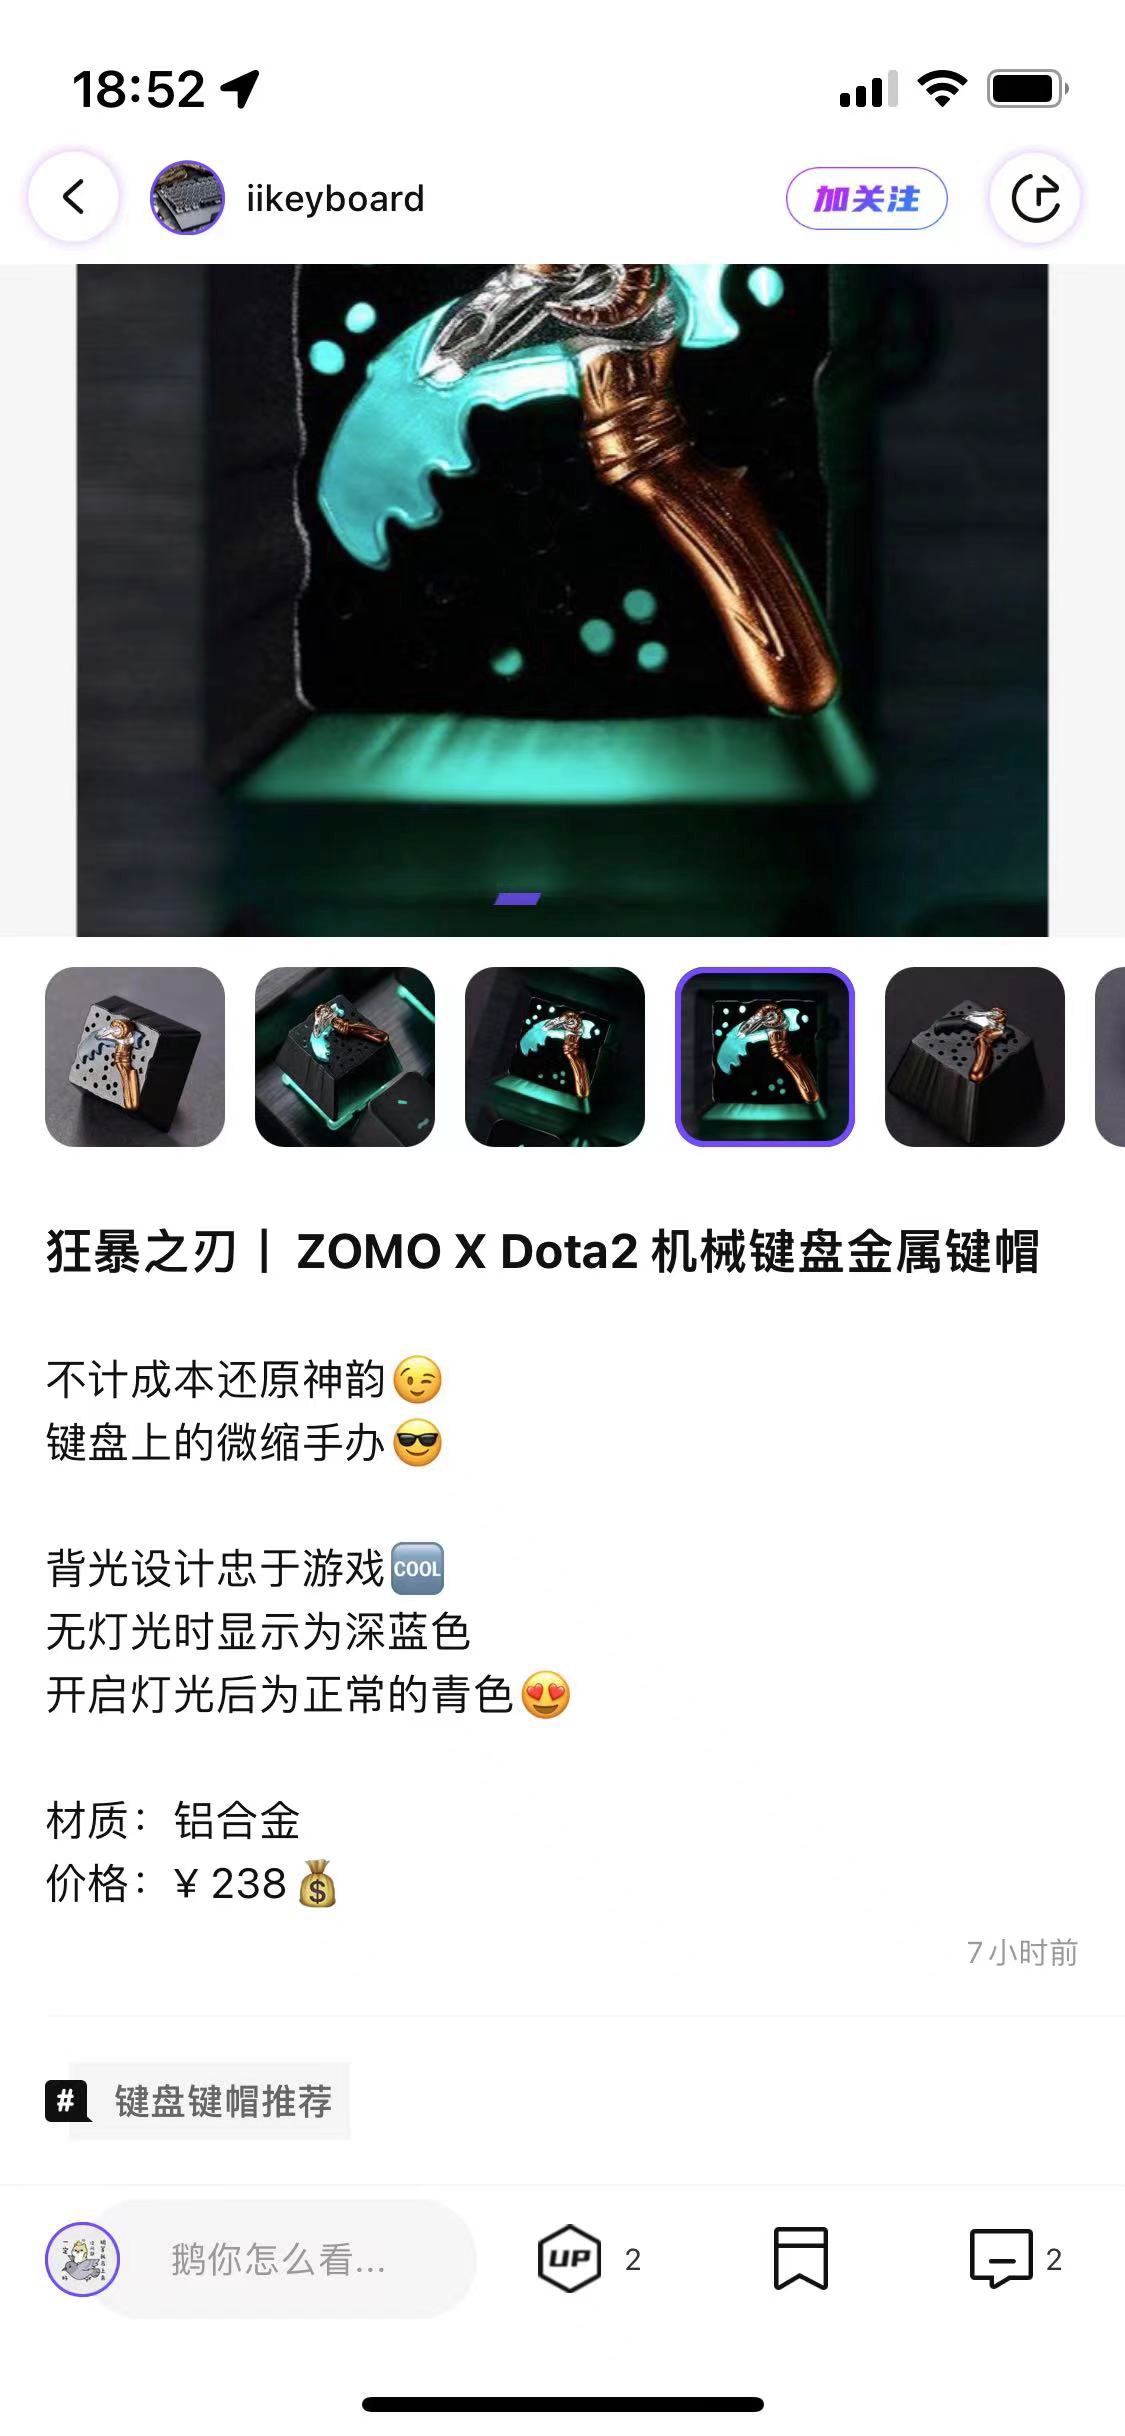 18:52
iikeyboard
加关注
狂暴之刃丨 ZOMO X Dota2 机械键盘金属键帽
不计成本还原神韵😉
键盘上的微缩手办😎
背光设计忠于游戏🆒
无灯光时显示为深蓝色
开启灯光后为正常的青色😍
材质：铝合金
价格：¥ 238💰
7小时前
# 键盘键帽推荐
鹅你怎么看...
UP 2
2